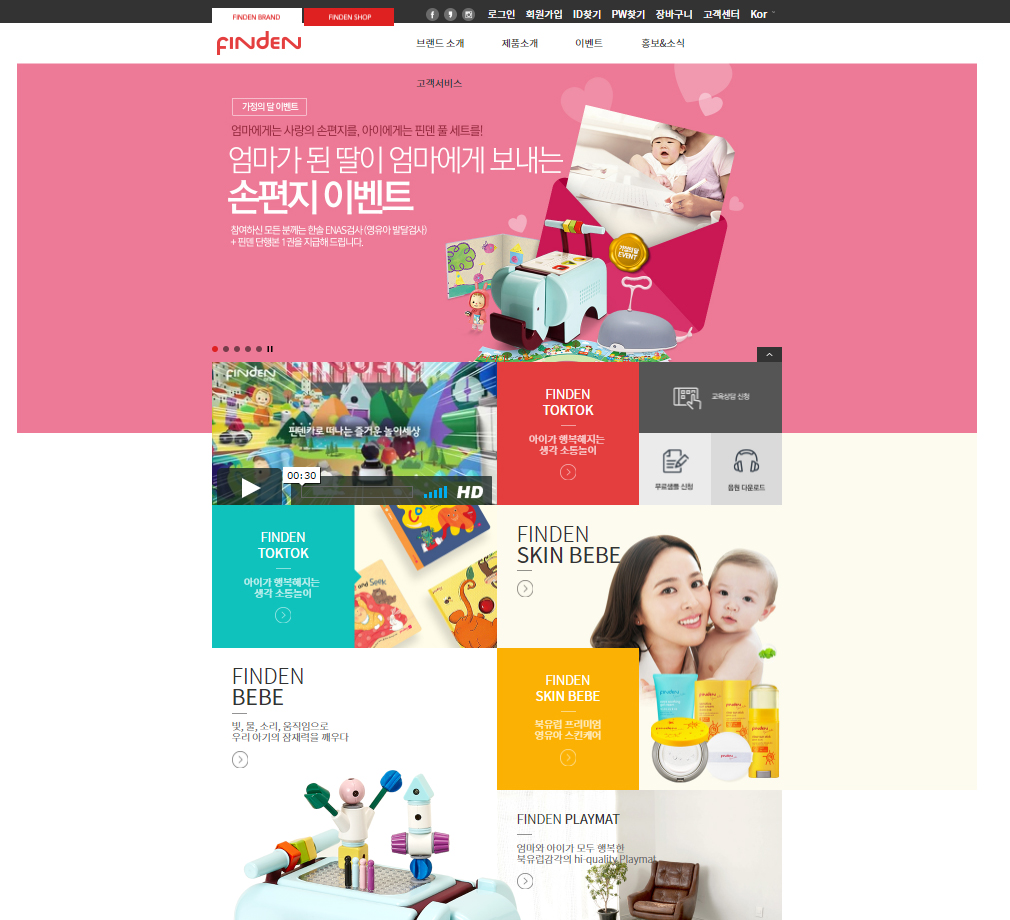 FINDEN BRAND
FINDEN SHOP
로그인 회원가입 ID찾기 PW찾기 장바구니 고객센터 Kor
FINDEN
브랜드 소개 제품소개 이벤트 홍보&소식
고객서비스
가정의 달 이벤트
엄마에게는 사랑의 손편지를, 아이에게는 핀덴 풀 세트를!
엄마가 된 딸이 엄마에게 보내는
손편지 이벤트
참여하신 모든 분께는 한솔 ENAS검사 (영유아 발달검사)
+ 핀덴 단행본 1권을 지급해 드립니다.
가정의 달
EVENT
FINDEN
핀덴카로 떠나는 즐거운 놀이세상
00:30
HD
FINDEN
TOKTOK
아이가 행복해지는
생각 소통놀이
교육상담 신청
무료샘플 신청
음원 다운로드
FINDEN
TOKTOK
아이가 행복해지는
생각 소통놀이
and Seek
FINDEN
SKIN BEBE
FINDEN
BEBE
빛, 물, 소리, 움직임으로
우리 아기의 잠재력을 깨우다
FINDEN
SKIN BEBE
북유럽 프리미엄
영유아 스킨케어
finden
finden
finden
FINDEN PLAYMAT
엄마와 아이가 모두 행복한
북유럽감각의 hi-quality Playmat